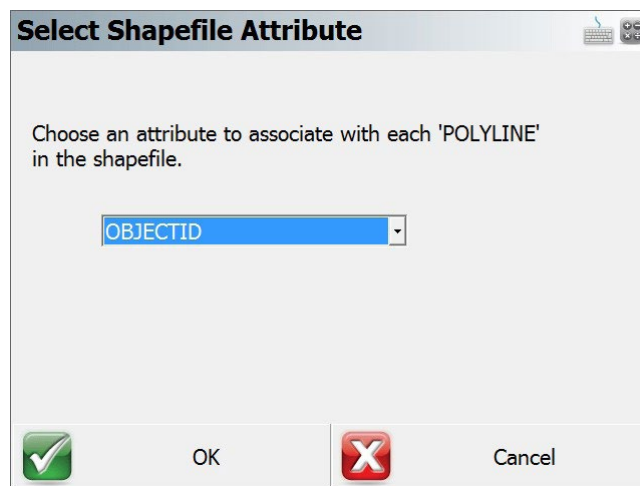 Select Shapefile Attribute
Choose an attribute to associate with each 'POLYLINE'
in the shapefile.
OBJECTID
OK
Cancel